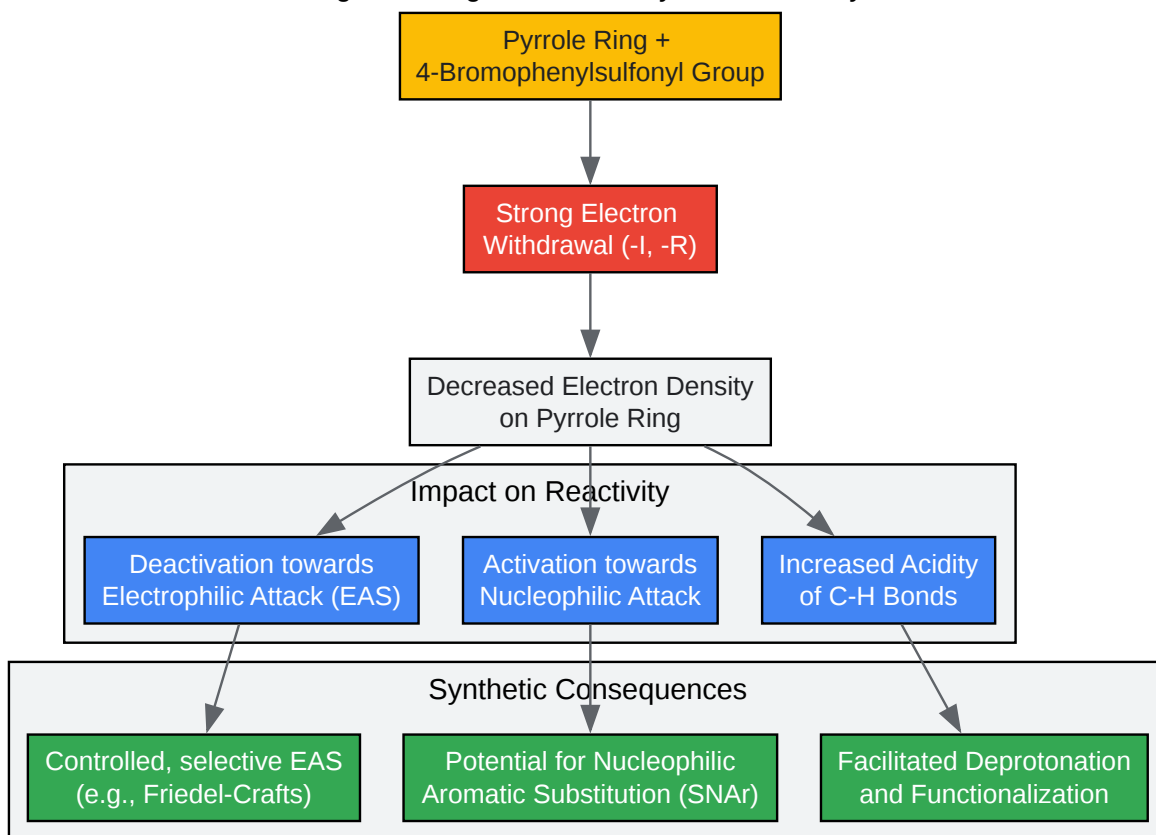 Pyrrole Ring +
4-Bromophenylsulfonyl Group
Strong Electron
Withdrawal (-I, -R)
Decreased Electron Density
on Pyrrole Ring
Impact on Reactivity
Deactivation towards
Electrophilic Attack (EAS)
Activation towards
Nucleophilic Attack
Increased Acidity
of C-H Bonds
Synthetic Consequences
Controlled, selective EAS
(e.g., Friedel-Crafts)
Potential for Nucleophilic
Aromatic Substitution (SNAr)
Facilitated Deprotonation
and Functionalization